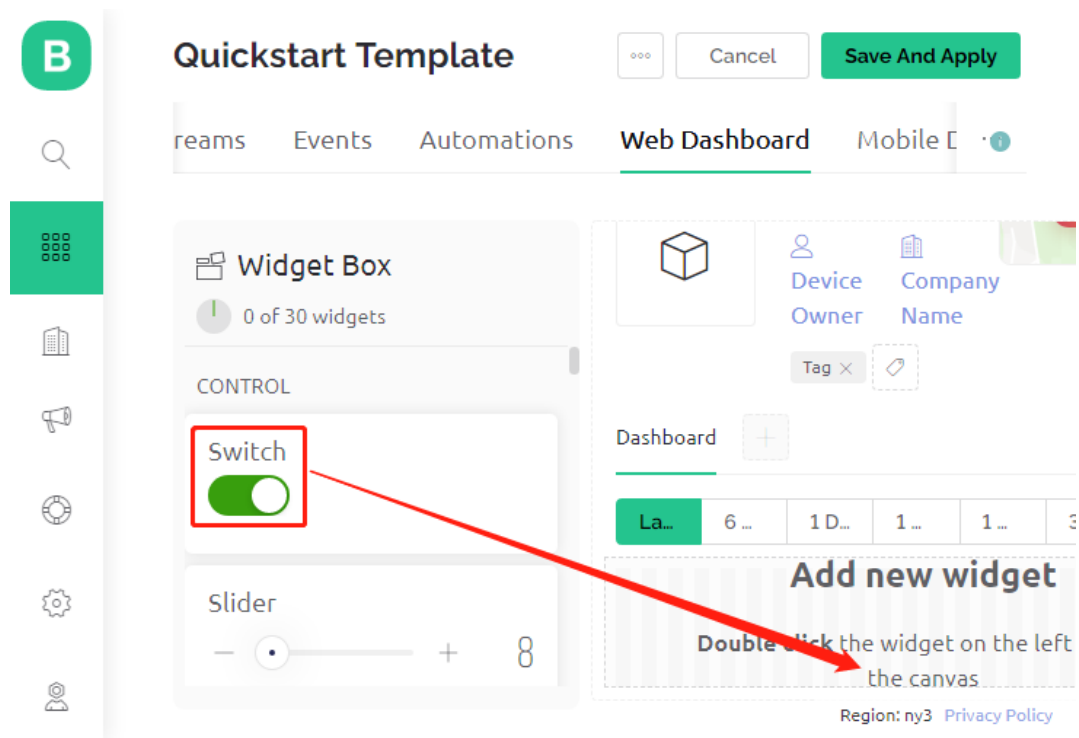 B
Quickstart Template
Cancel
Save And Apply
reams
Events
Automations
Web Dashboard
Mobile
Widget Box
0 of 30 widgets
CONTROL
Switch
Slider
8
Device
Owner
Company
Name
Tag
Dashboard
La...
6 ...
1 D...
1 ...
1 ...
3
Add new widget
Double click the widget on the left
the canvas
Region: ny3 Privacy Policy